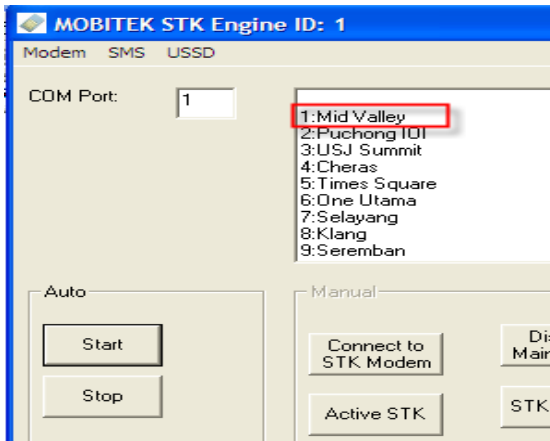 MOBITEK STK Engine ID: 1
Modem SMS USSD
COM Port: 1
1:Mid Valley
2:Puchong IOI
3:USJ Summit
4:Cheras
5:Times Square
6:One Utama
7:Selayang
8:Klang
9:Seremban
Auto
Manual
Start
Connect to
STK Modem
Stop
Active STK
STK